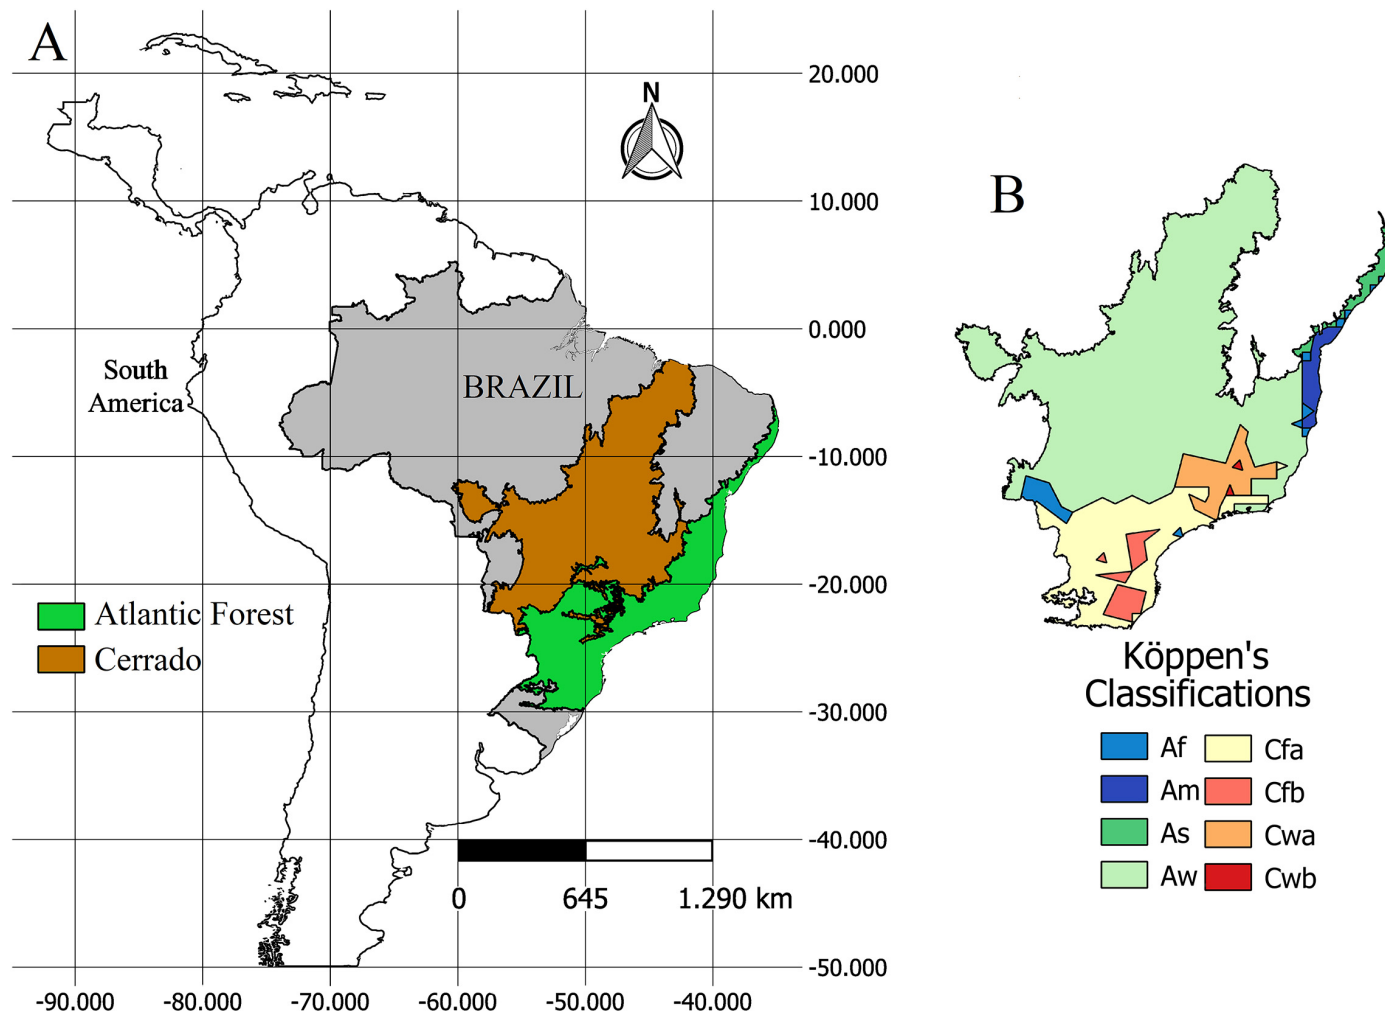 A
N
20.000
10.000
0.000
-10.000
-20.000
-30.000
-40.000
-50.000
South
America
BRAZIL
Atlantic Forest
Cerrado
0 645 1.290 km
-90.000 -80.000 -70.000 -60.000 -50.000 -40.000
B
Köppen's
Classifications
Af Cfa
Am Cfb
As Cwa
Aw Cwb